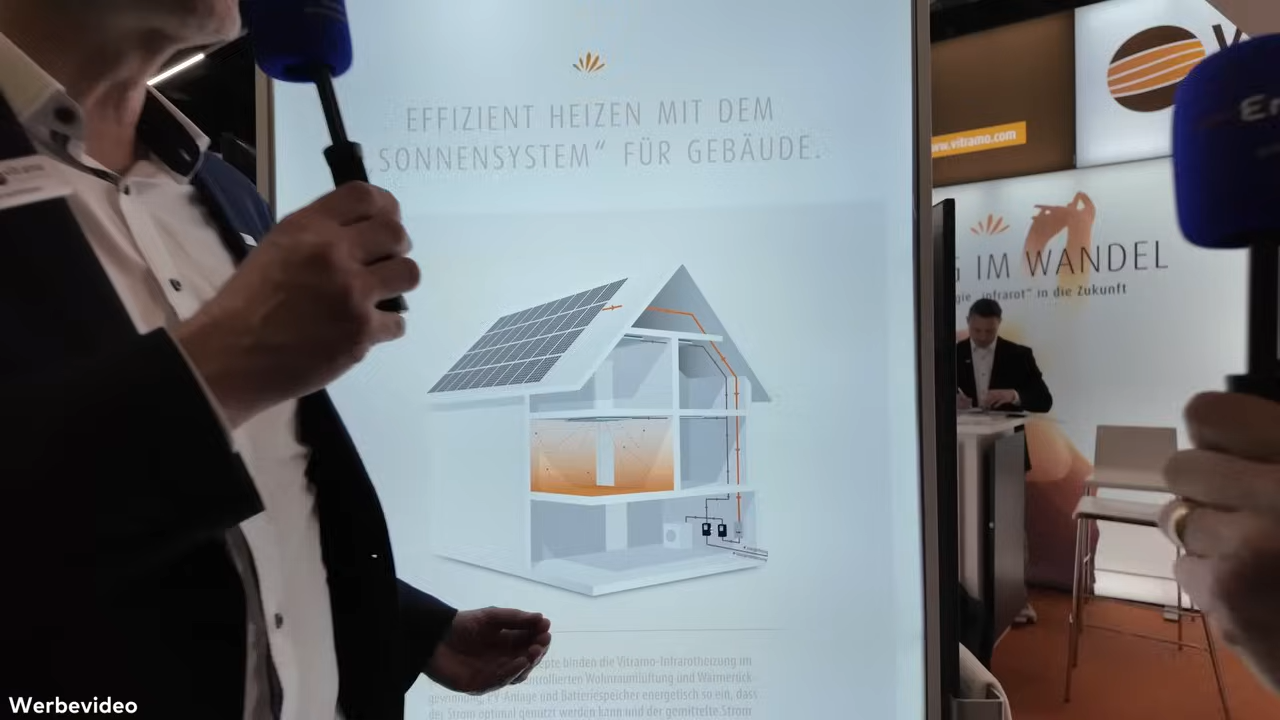 EFFIZIENT HEIZEN MIT DEM
SONNENSYSTEM“ FÜR GEBÄUDE.
www.vitramo.com
IM WANDEL
„infrarot“ in die Zukunft
binden die Vitramo-Infrarotheizung im
Wohnraumlüftung und Wärmerück-
gewinnung, PV-Anlage und Batteriespeicher energetisch so ein, dass
der Strom optimal genutzt werden kann und der gemittelte Strom
Werbevideo